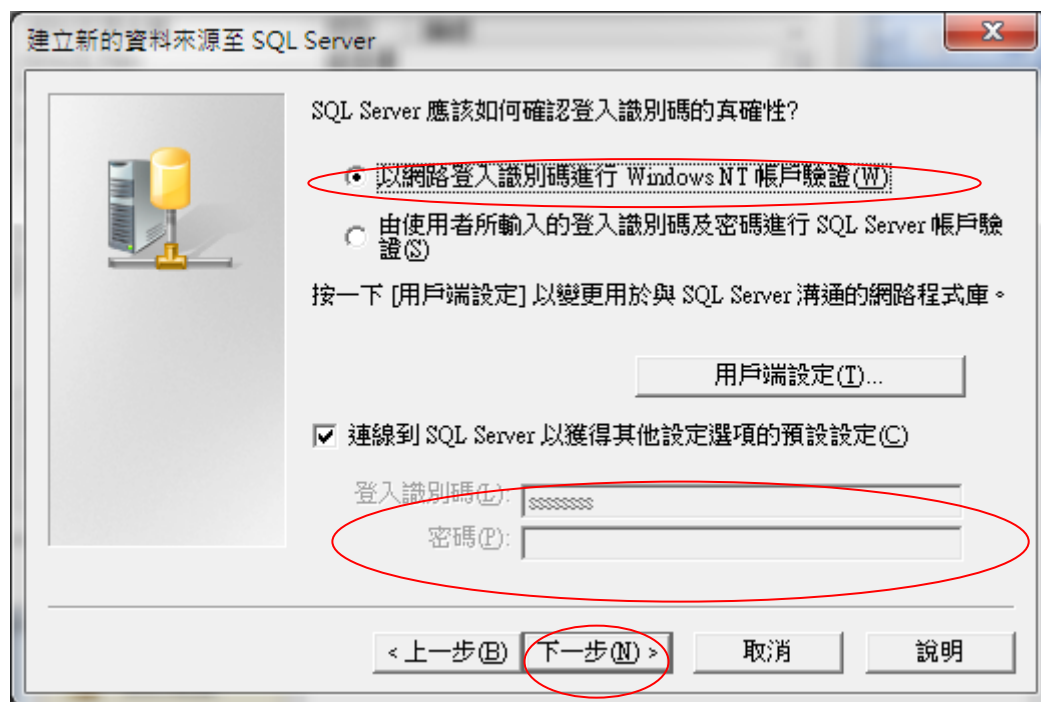 建立新的資料來源至 SQL Server
SQL Server 應該如何確認登入識別碼的真確性?
以網路登入識別碼進行 Windows NT 帳戶驗證(W)
由使用者所輸入的登入識別碼及密碼進行 SQL Server 帳戶驗
證(S)
按一下 [用戶端設定] 以變更用於與 SQL Server 溝通的網路程式庫。
用戶端設定(T)...
連線到 SQL Server 以獲得其他設定選項的預設設定(C)
登入識別碼(L): ssssssss
密碼(P):
< 上一步(B) 下一步(N) > 取消 說明